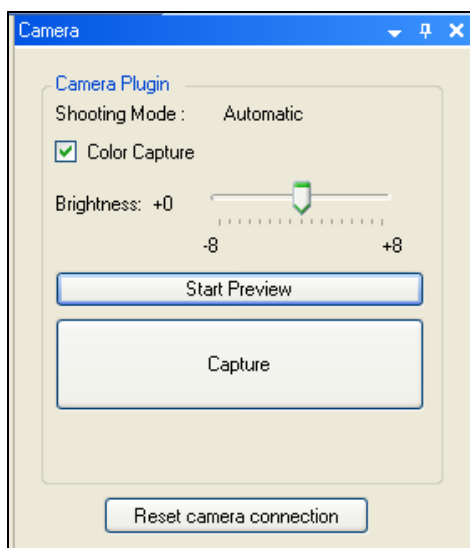 Camera
Camera Plugin
Shooting Mode : Automatic
Color Capture
Brightness: +0
-8 +8
Start Preview
Capture
Reset camera connection